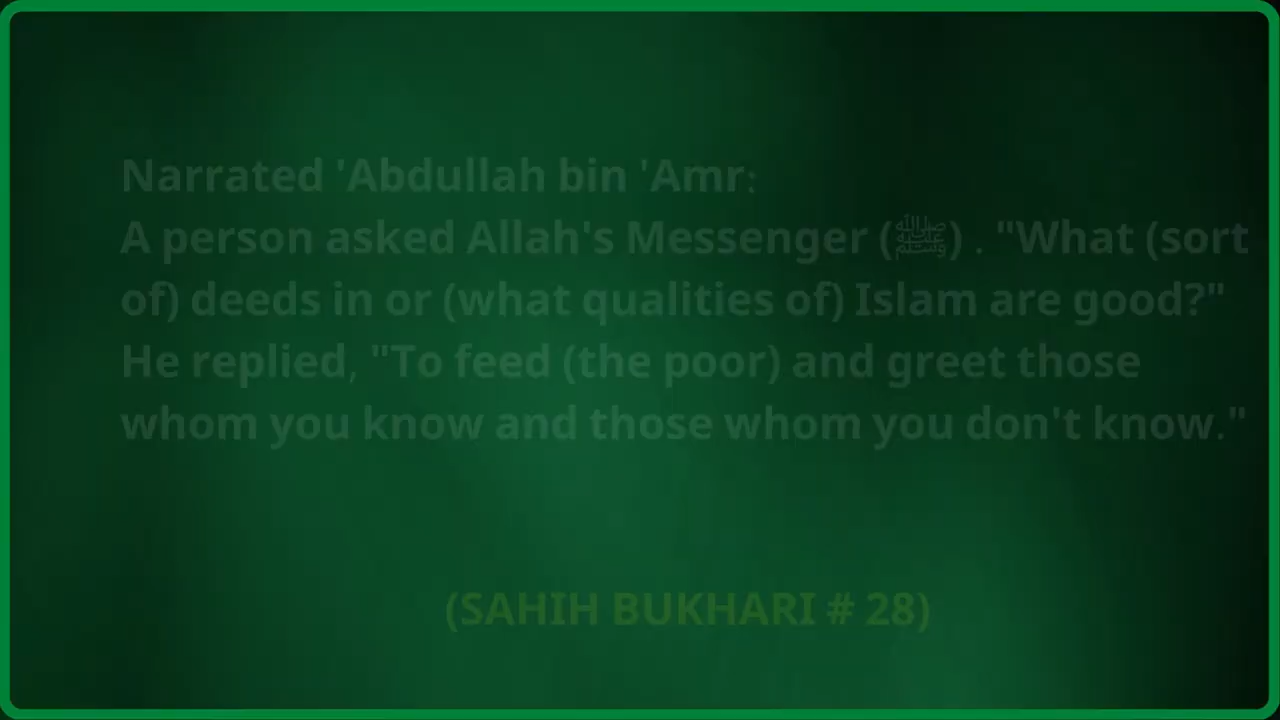 Narrated 'Abdullah bin 'Amr:
A person asked Allah's Messenger (ﷺ) . "What (sort
of) deeds in or (what qualities of) Islam are good?"
He replied, "To feed (the poor) and greet those
whom you know and those whom you don't know."
(SAHIH BUKHARI # 28)